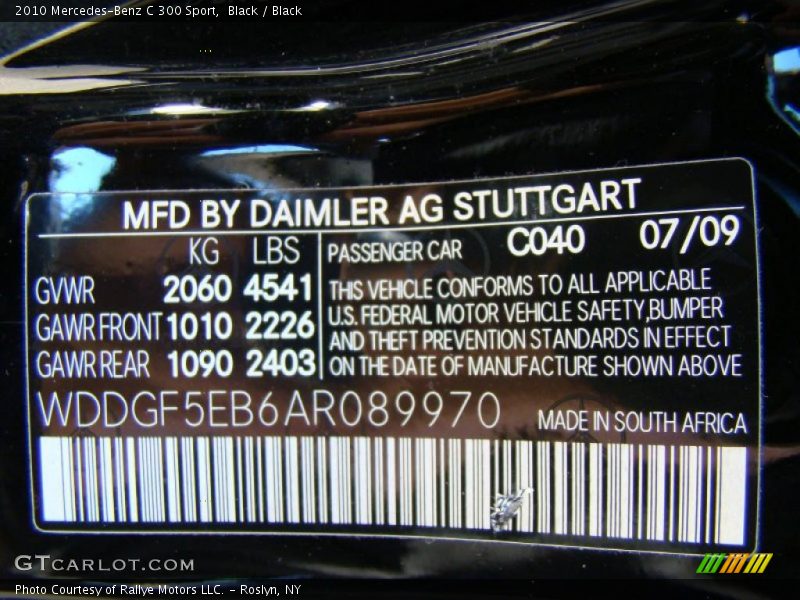 2010 Mercedes-Benz C 300 Sport,  Black / Black
MFD BY DAIMLER AG STUTTGART
KG LBS
GVWR 2060 4541
GAWR FRONT 1010 2226
GAWR REAR 1090 2403
PASSENGER CAR C040 07/09
THIS VEHICLE CONFORMS TO ALL APPLICABLE
U.S. FEDERAL MOTOR VEHICLE SAFETY,BUMPER
AND THEFT PREVENTION STANDARDS IN EFFECT
ON THE DATE OF MANUFACTURE SHOWN ABOVE
WDDGF5EB6AR089970
MADE IN SOUTH AFRICA
GTCARLOT.COM
Photo Courtesy of Rallye Motors LLC. - Roslyn, NY